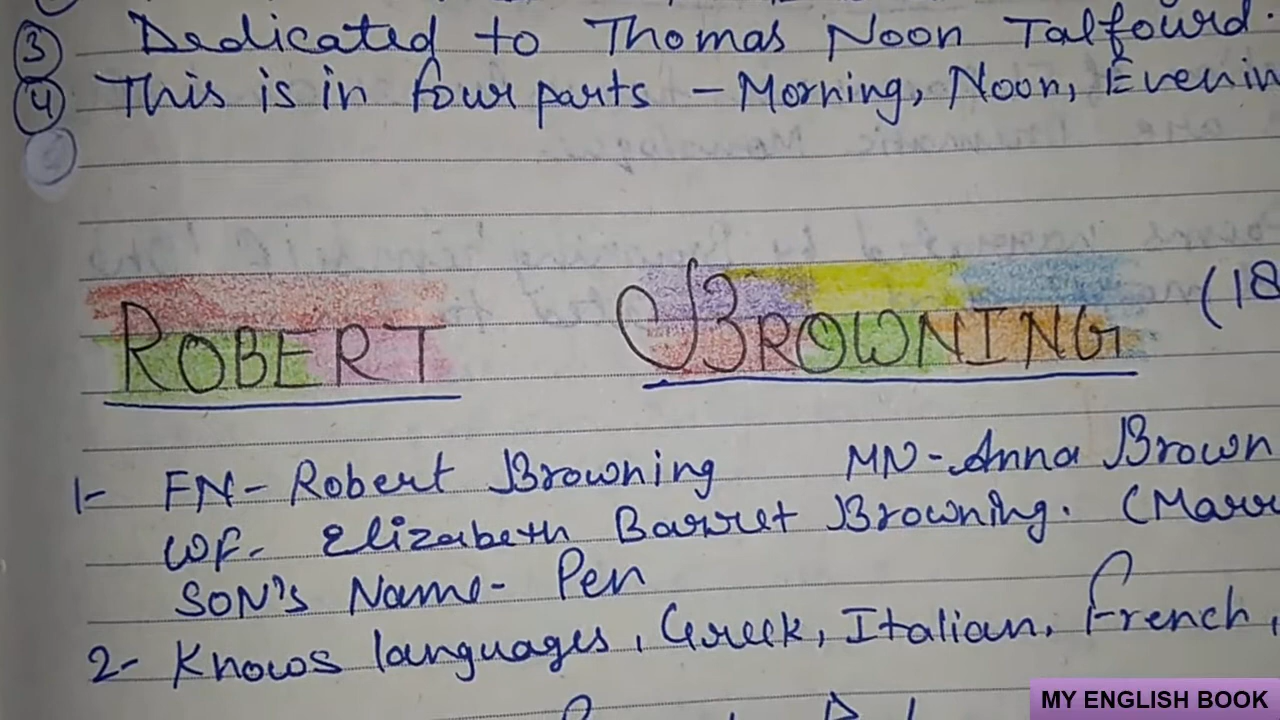 3 Dedicated to Thomas Noon Talfourd.
4 This is in four parts - Morning, Noon, Evenin
ROBERT BROWNING (18
1- FN- Robert Browning MN- Anna Brown
WF- Elizabeth Barret Browning. (Marr
SON's Name- Pen
2- Knows languages, Greek, Italian, French,
MY ENGLISH BOOK